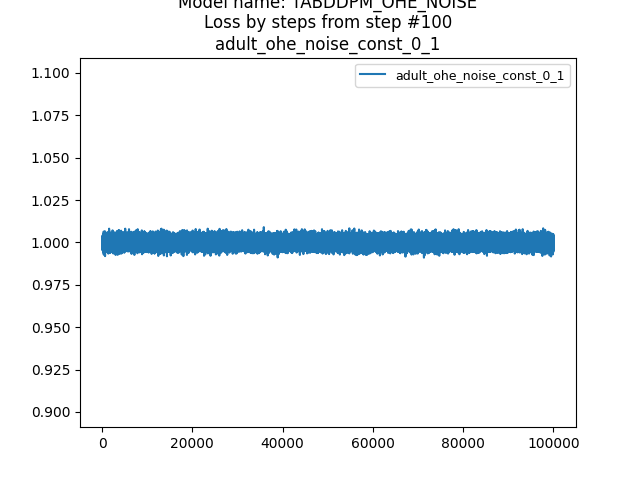 Model name: TABDDPM_OHE_NOISE
Loss by steps from step #100
adult_ohe_noise_const_0_1
adult_ohe_noise_const_0_1
1.100
1.075
1.050
1.025
1.000
0.975
0.950
0.925
0.900
0 20000 40000 60000 80000 100000